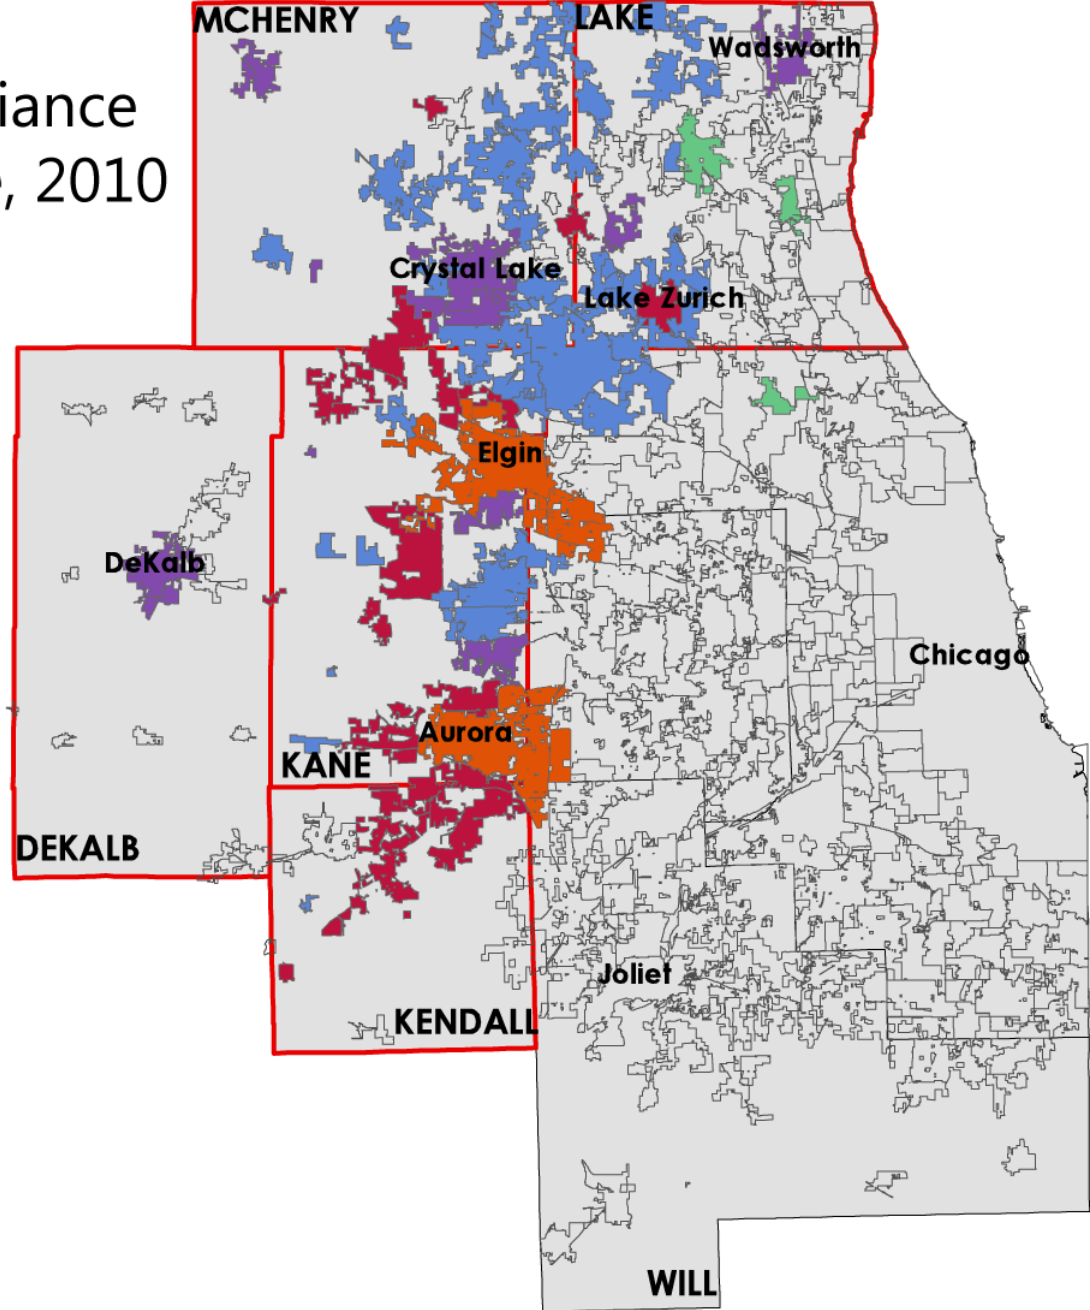 MCHENRY
LAKE
Wadsworth
iance
, 2010
Crystal Lake
Lake Zurich
Elgin
DeKalb
Chicago
Aurora
KANE
DEKALB
Joliet
KENDALL
WILL